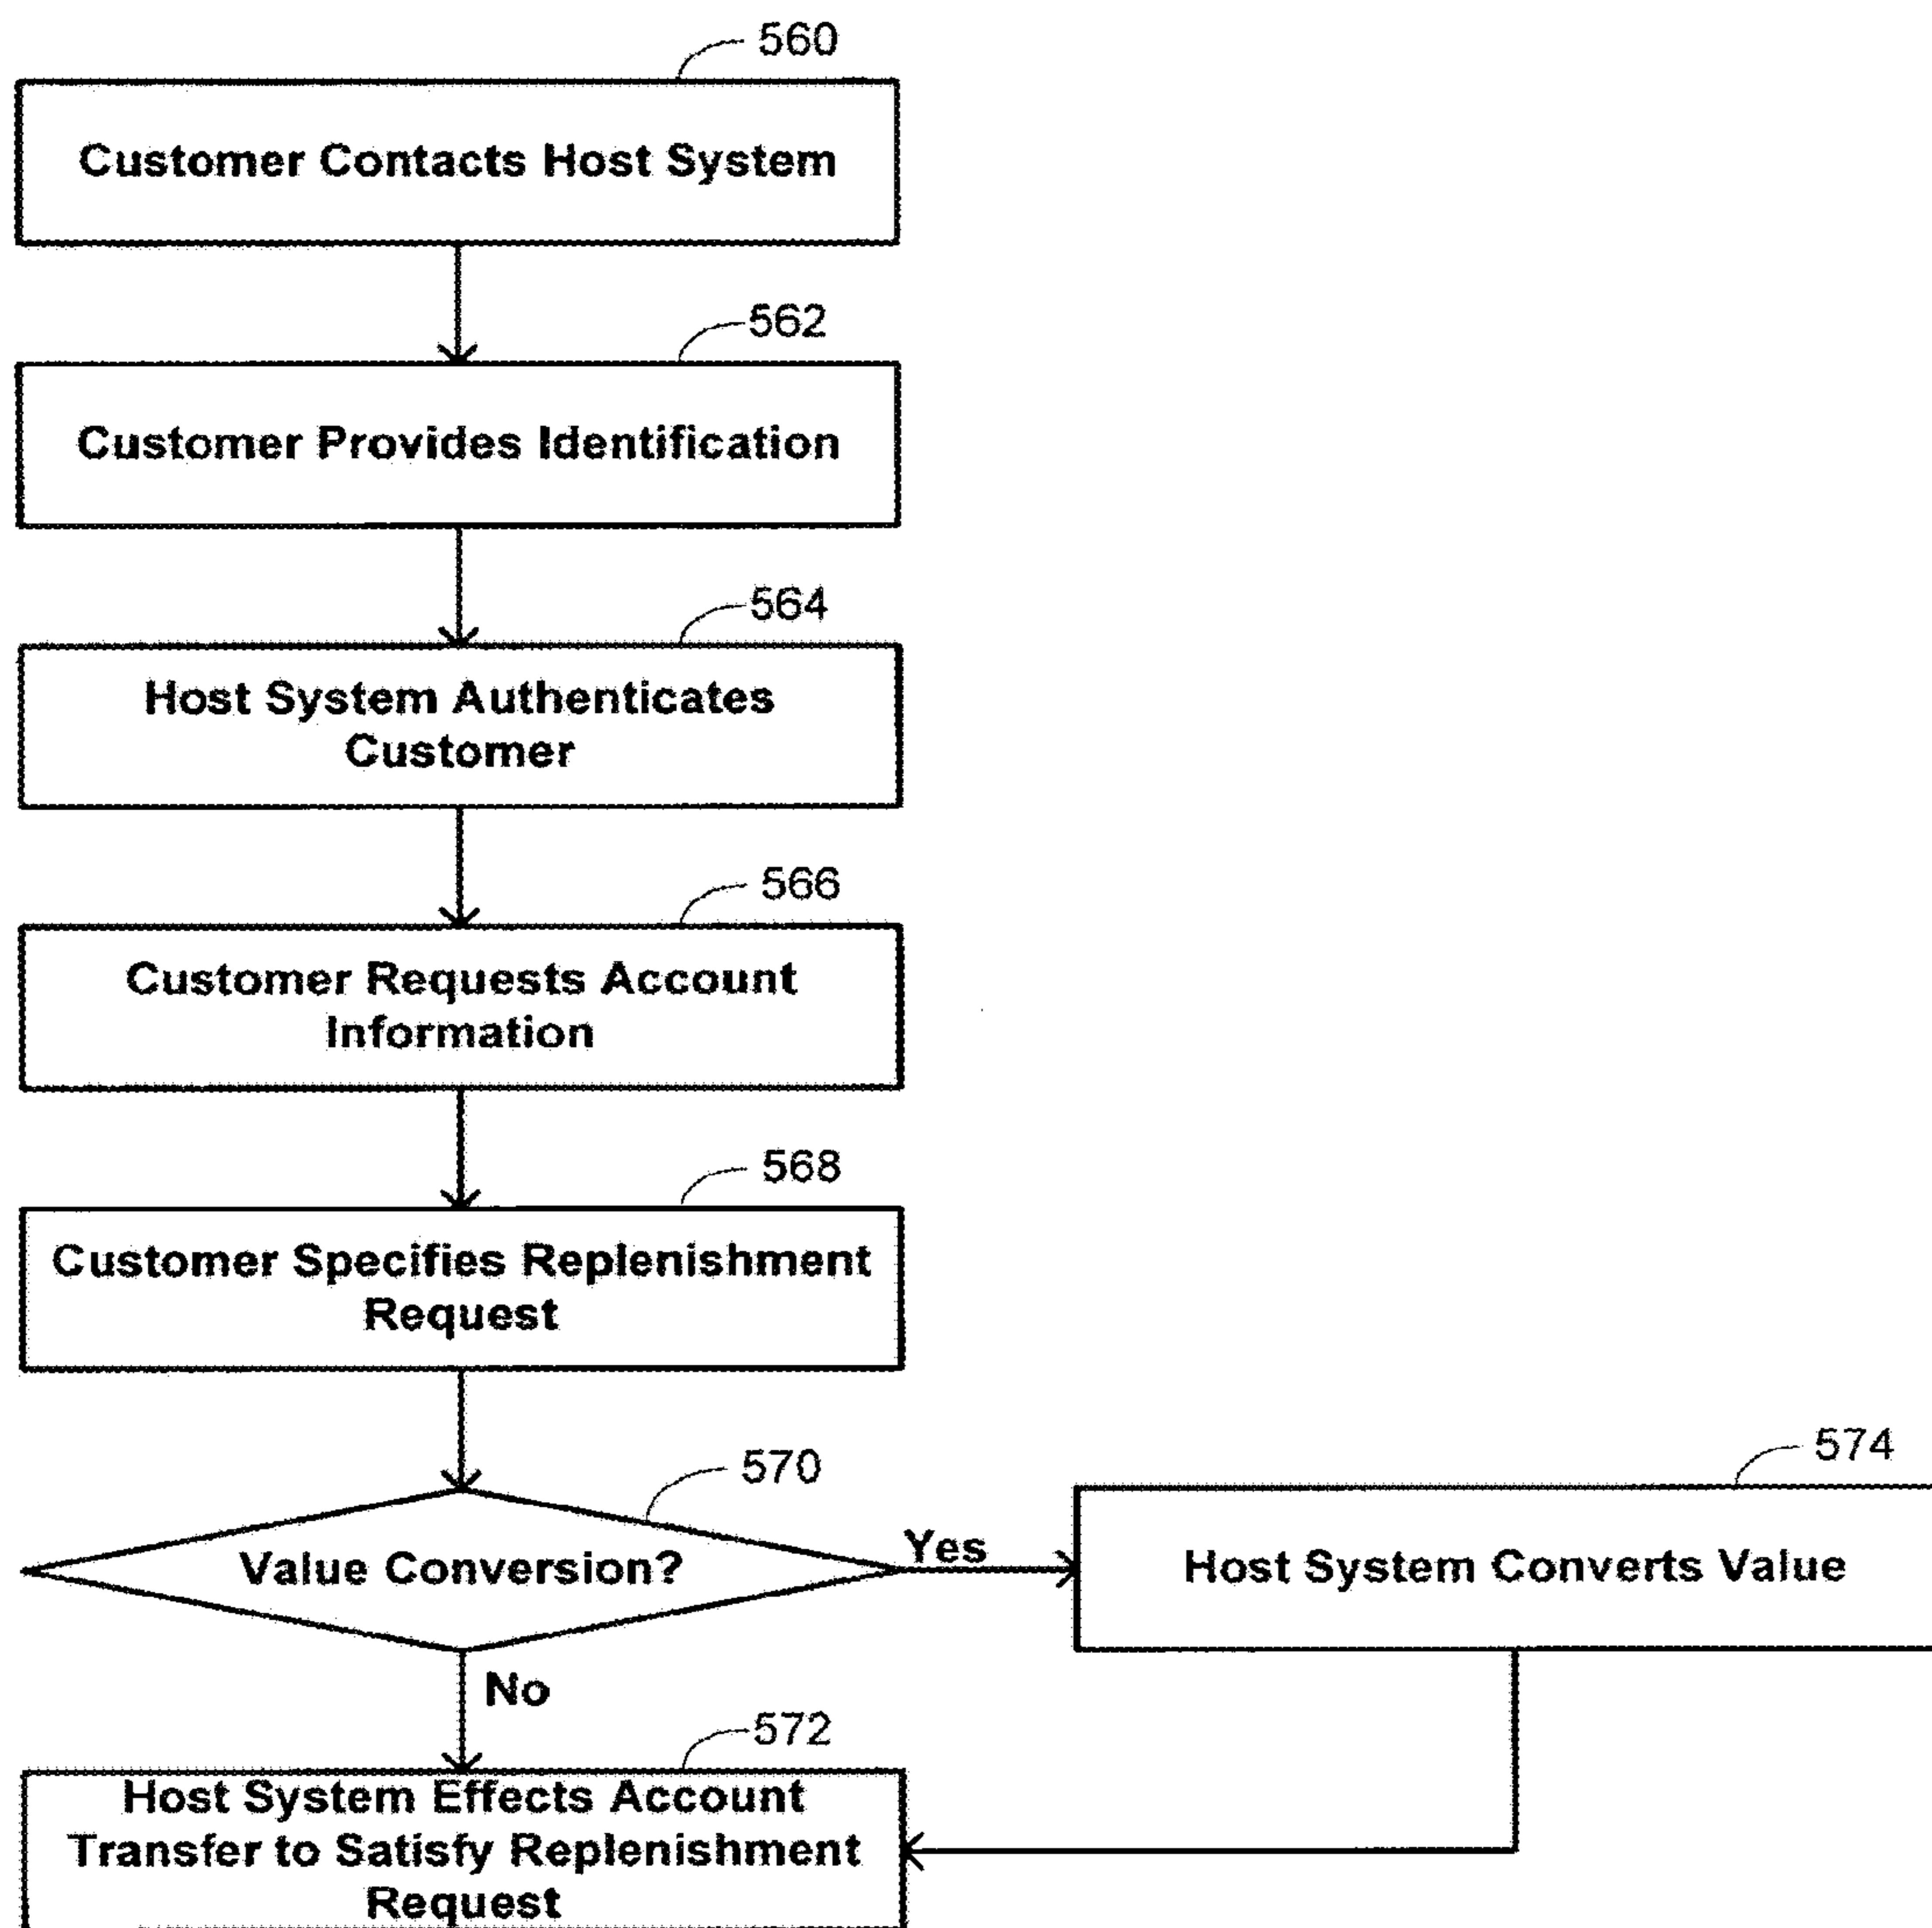 560
Customer Contacts Host System
562
Customer Provides Identification
564
Host System Authenticates
Customer
566
Customer Requests Account
Information
568
Customer Specifies Replenishment
Request
570
Value Conversion?
Yes
574
Host System Converts Value
No
572
Host System Effects Account
Transfer to Satisfy Replenishment
Request